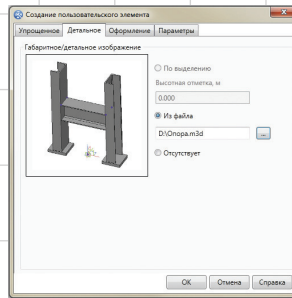 Создание пользовательского элемента
Упрощенное Детальное Оформление Параметры
Габаритное/детальное изображение
По выделению
Высотная отметка, м
0.000
Из файла
D:\Опора.m3d
...
Отсутствует
ОК Отмена Справка